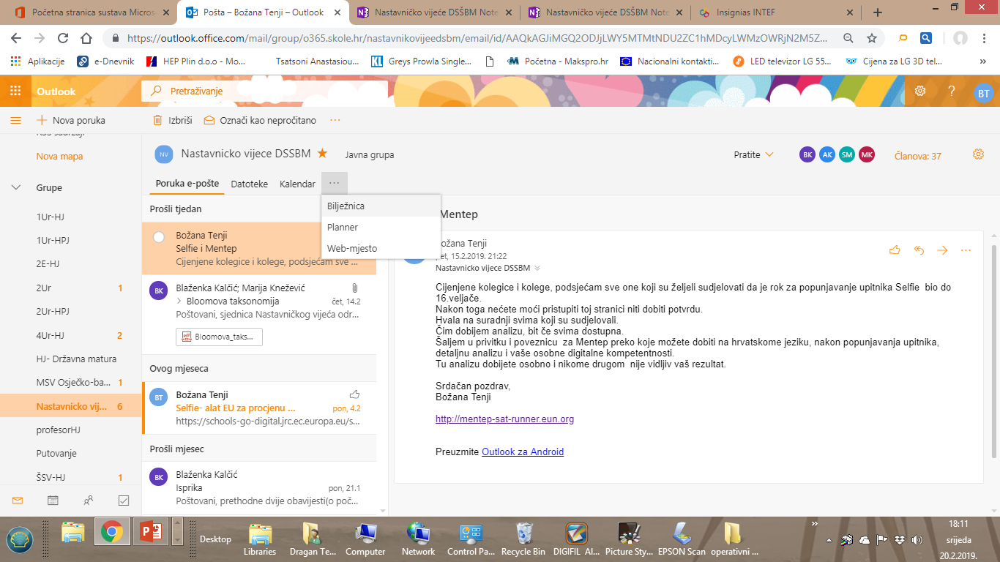 Početna stranica sustava Micros
Pošta – Božana Tenji – Outlook
Nastavničko vijeće DSŠBM Note
Nastavničko vijeće DSŠBM Note
Insignias INTEF
https://outlook.office.com/mail/group/o365.skole.hr/nastavnikovijeedsbm/email/id/AAQkAGJiMGQ2ODJjLWY5MTMtNDU2ZC1hMDcyLWMzOWRjN2M5Z...
Aplikacije
e-Dnevnik
HEP Plin d.o.o - Mo...
Tsatsoni Anastasiou...
KL Greys Prowla Single...
Početna - Makspro.hr
Nacionalni kontakti...
LED televizor LG 55...
Cijena za LG 3D tel...
»
Outlook
Pretraživanje
?
BT
Nova poruka
Izbriši
Označi kao nepročitano
...
Nova mapa
Grupe
1Ur-HJ
1Ur-HPJ
2E-HJ
2Ur 1
2Ur-HPJ
4Ur-HJ 2
HJ- Državna matura
MSV Osječko-ba... 1
Nastavnicko vij... 6
profesorHJ
Putovanje
ŠSV-HJ 1
NV
Nastavnicko vijece DSSBM
Javna grupa
Pratite
BK AK SM MK
Članova: 37
Poruka e-pošte
Datoteke
Kalendar
...
Bilježnica
Planner
Web-mjesto
Prošli tjedan
Božana Tenji
Selfie i Mentep
Cijenjene kolegice i kolege, podsjećam sve ...
BK
Blaženka Kalčić; Marija Knežević
Bloomova taksonomija
čet, 14.2
Poštovani, sjednica Nastavničkog vijeća odr...
Bloomova_taks...
Ovog mjeseca
BT
Božana Tenji
Selfie- alat EU za procjenu ...
pon, 4.2
https://schools-go-digital.jrc.ec.europa.eu/s...
Prošli mjesec
BK
Blaženka Kalčić
Isprika
pon, 21.1
Poštovani, prethodne dvije obavijesti(o poč...
Mentep
ožana Tenji
pet, 15.2.2019. 21:22
Nastavnicko vijece DSSBM
Cijenjene kolegice i kolege, podsjećam sve one koji su željeli sudjelovati da je rok za popunjavanje upitnika Selfie bio do
16.veljače.
Nakon toga nećete moći pristupiti toj stranici niti dobiti potvrdu.
Hvala na suradnji svima koji su sudjelovali.
Čim dobijem analizu, bit če svima dostupna.
Šaljem u privitku i poveznicu za Mentep preko koje možete dobiti na hrvatskome jeziku, nakon popunjavanja upitnika,
detaljnu analizu i vaše osobne digitalne kompetentnosti.
Tu analizu dobijete osobno i nikome drugom nije vidljiv vaš rezultat.
Srdačan pozdrav,
Božana Tenji
http://mentep-sat-runner.eun.org
Preuzmite Outlook za Android
Desktop
Libraries
Dragan Te...
Computer
Network
Control Pa...
Recycle Bin
DIGIFIL Al...
Picture Sty...
EPSON Scan
operativni ...
»
18:11
srijeda
20.2.2019.